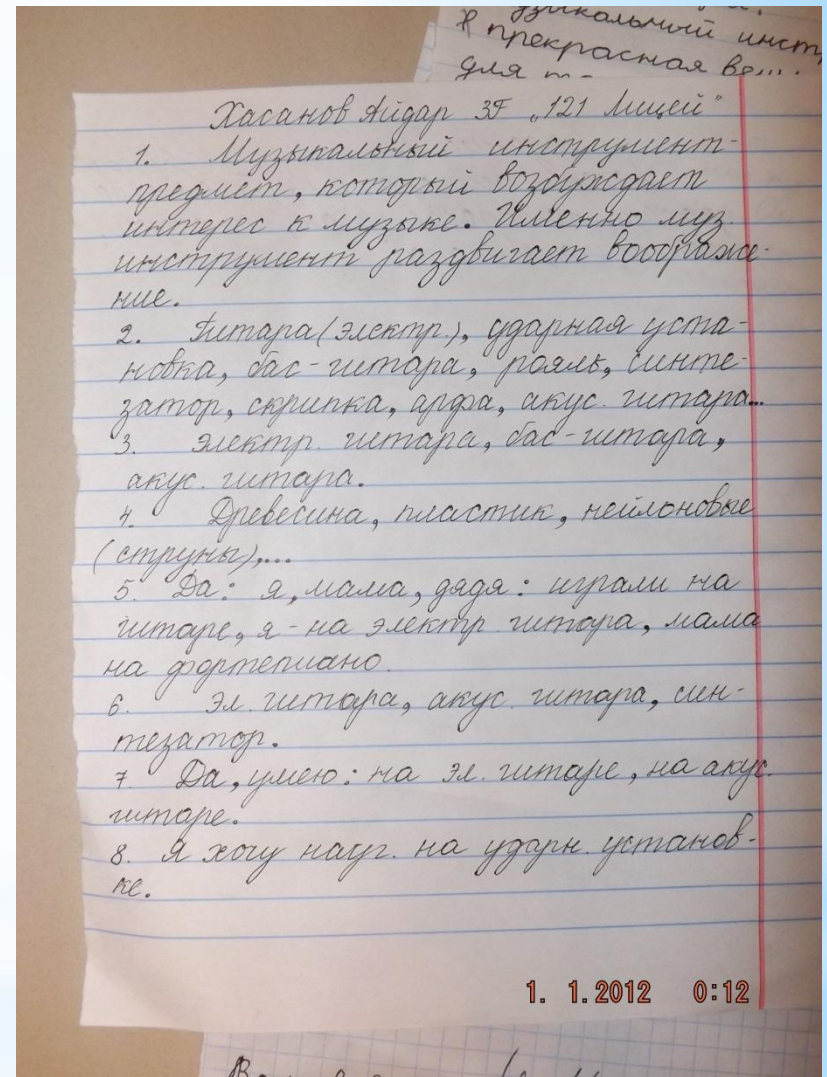 узыкальный инст
я прекрасная ве
для
Хасанов Айдар 3Г „121 Лицей"
1. Музыкальный инструмент-
предмет, который возбуждает
интерес к музыке. Именно муз.
инструмент раздвигает воображе-
ние.
2. Гитара (электр.), ударная уста-
новка, бас-гитара, рояль, синте-
затор, скрипка, арфа, акус. гитара...
3. Электр. гитара, бас-гитара,
акус. гитара.
4. Древесина, пластик, нейлоновые
(струны),...
5. Да: я, мама, дядя: играли на
гитаре, я - на электр. гитара, мама
на фортепиано.
6. Эл. гитара, акус. гитара, син-
тезатор.
7 Да, умею: на эл. гитаре, на акус.
гитаре.
8. Я хочу науч. на ударн. установ-
ке.
1. 1.2012 0:12